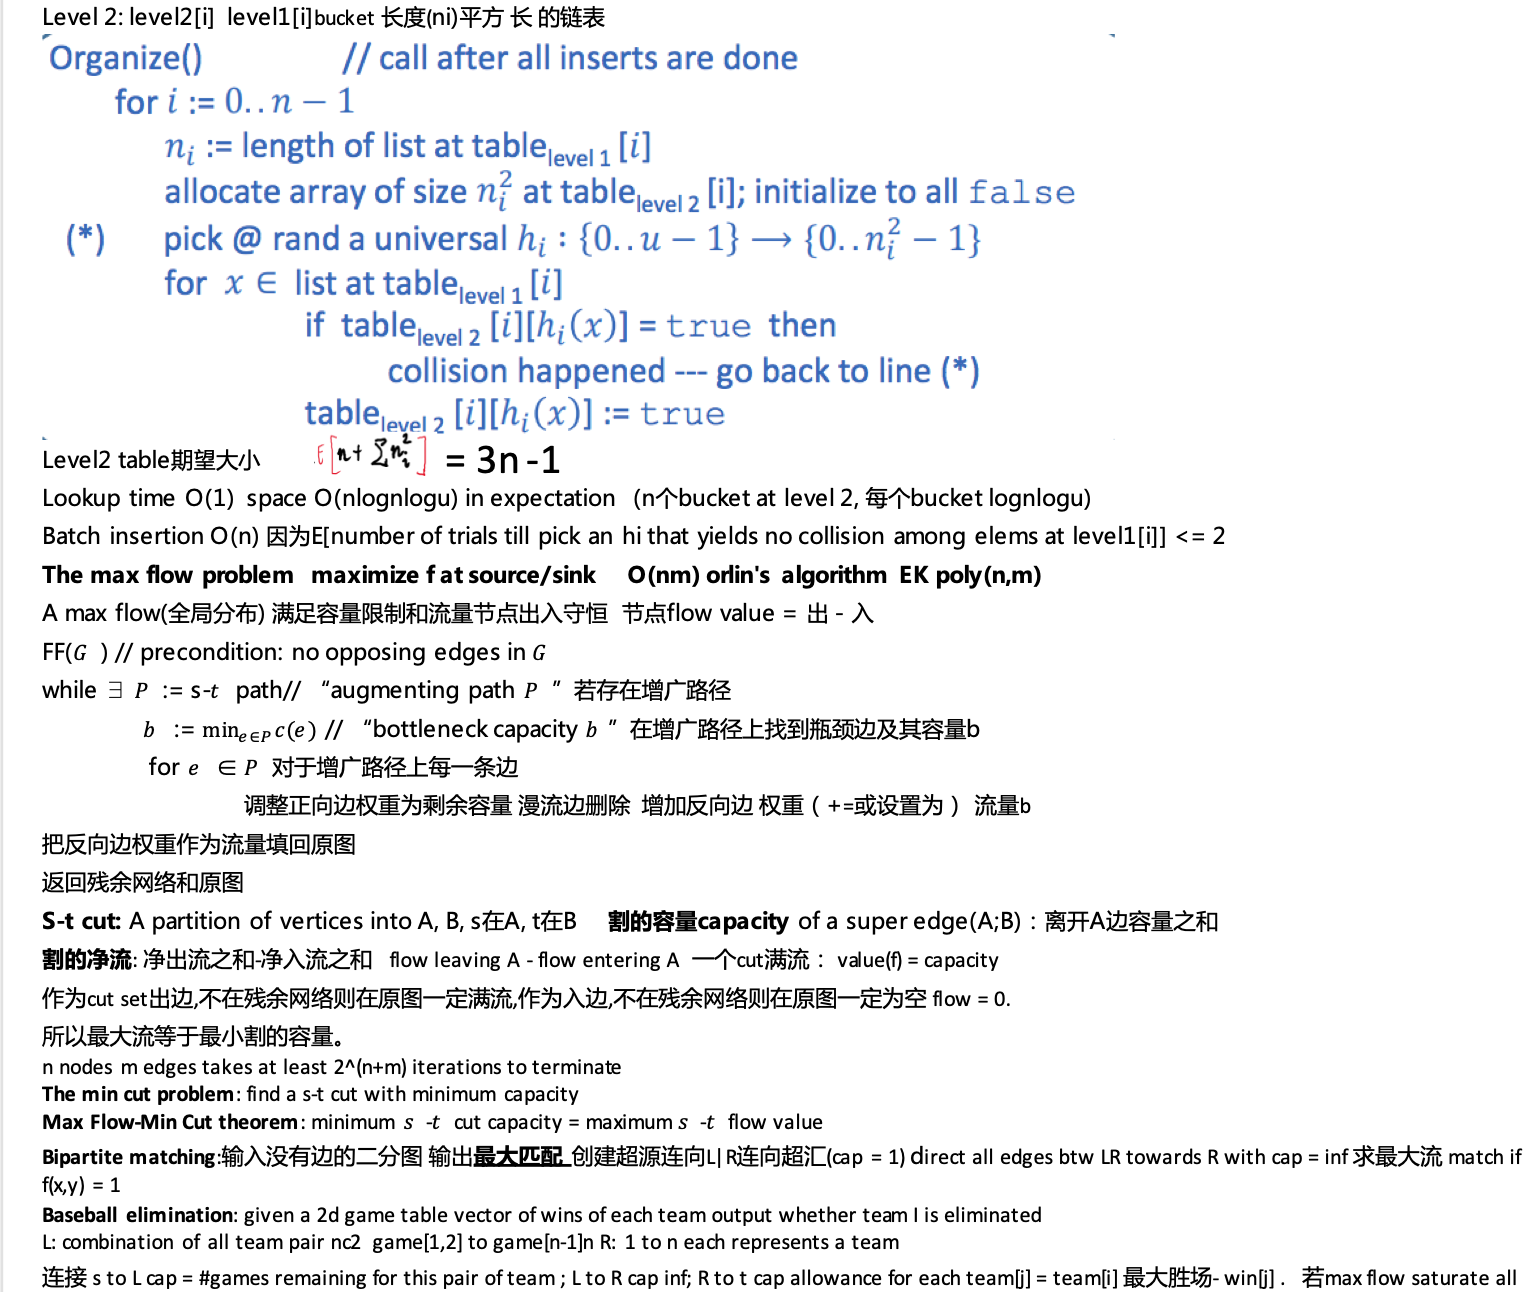 Level 2: level2[i]  level1[i]bucket 长度(ni)平方 长 的链表
Organize()    // call after all inserts are done
for i := 0..n − 1
n_i := length of list at table_{level 1} [i]
allocate array of size n_i^2 at table_{level 2} [i]; initialize to all false
(*)  pick @ rand a universal h_i : {0..u − 1} ⟶ {0..n_i^2 − 1}
for x ∈ list at table_{level 1} [i]
if table_{level 2} [i][h_i(x)] = true then
collision happened --- go back to line (*)
table_{level 2} [i][h_i(x)] := true
Level2 table期望大小  E[n+ ∑n_i^2] = 3n -1
Lookup time O(1)  space O(nlognlogu) in expectation  (n个bucket at level 2, 每个bucket lognlogu)
Batch insertion O(n) 因为E[number of trials till pick an hi that yields no collision among elems at level1[i]] <= 2
The max flow problem  maximize f at source/sink   O(nm) orlin's algorithm  EK poly(n,m)
A max flow(全局分布) 满足容量限制和流量节点出入守恒  节点flow value = 出 - 入
FF(G ) // precondition: no opposing edges in G
while ∃ P := s-t path// “augmenting path P ”若存在增广路径
b := min_{e∈P} c(e) // “bottleneck capacity b ”在增广路径上找到瓶颈边及其容量b
for e ∈ P 对于增广路径上每一条边
调整正向边权重为剩余容量 漫流边删除 增加反向边 权重（ +=或设置为 ） 流量b
把反向边权重作为流量填回原图
返回残余网络和原图
S-t cut: A partition of vertices into A, B, s在A, t在B   割的容量capacity of a super edge(A;B)：离开A边容量之和
割的净流: 净出流之和-净入流之和  flow leaving A - flow entering A  一个cut满流： value(f) = capacity
作为cut set出边,不在残余网络则在原图一定满流,作为入边,不在残余网络则在原图一定为空 flow = 0.
所以最大流等于最小割的容量。
n nodes m edges takes at least 2^(n+m) iterations to terminate
The min cut problem: find a s-t cut with minimum capacity
Max Flow-Min Cut theorem: minimum s -t cut capacity = maximum s -t flow value
Bipartite matching:输入没有边的二分图 输出最大匹配 创建超源连向L| R连向超汇(cap = 1) direct all edges btw LR towards R with cap = inf 求最大流 match if
f(x,y) = 1
Baseball elimination: given a 2d game table vector of wins of each team output whether team I is eliminated
L: combination of all team pair nc2  game[1,2] to game[n-1]n R: 1 to n each represents a team
连接 s to L cap = #games remaining for this pair of team ; L to R cap inf; R to t cap allowance for each team[j] = team[i] 最大胜场- win[j] .  若max flow saturate all